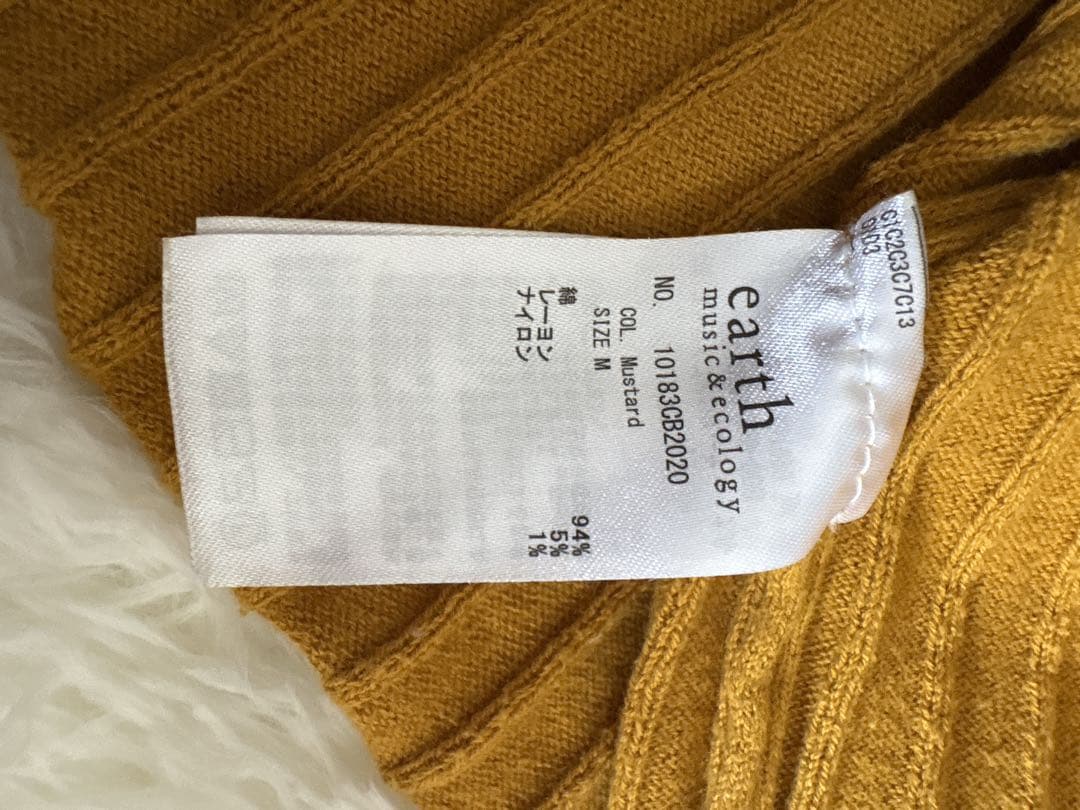 C1C2C3C7C13
earth
music&ecology
NO. 10183CB2020
COL. Mustard
SIZE M
綿 94%
レーヨン 5%
ナイロン 1%